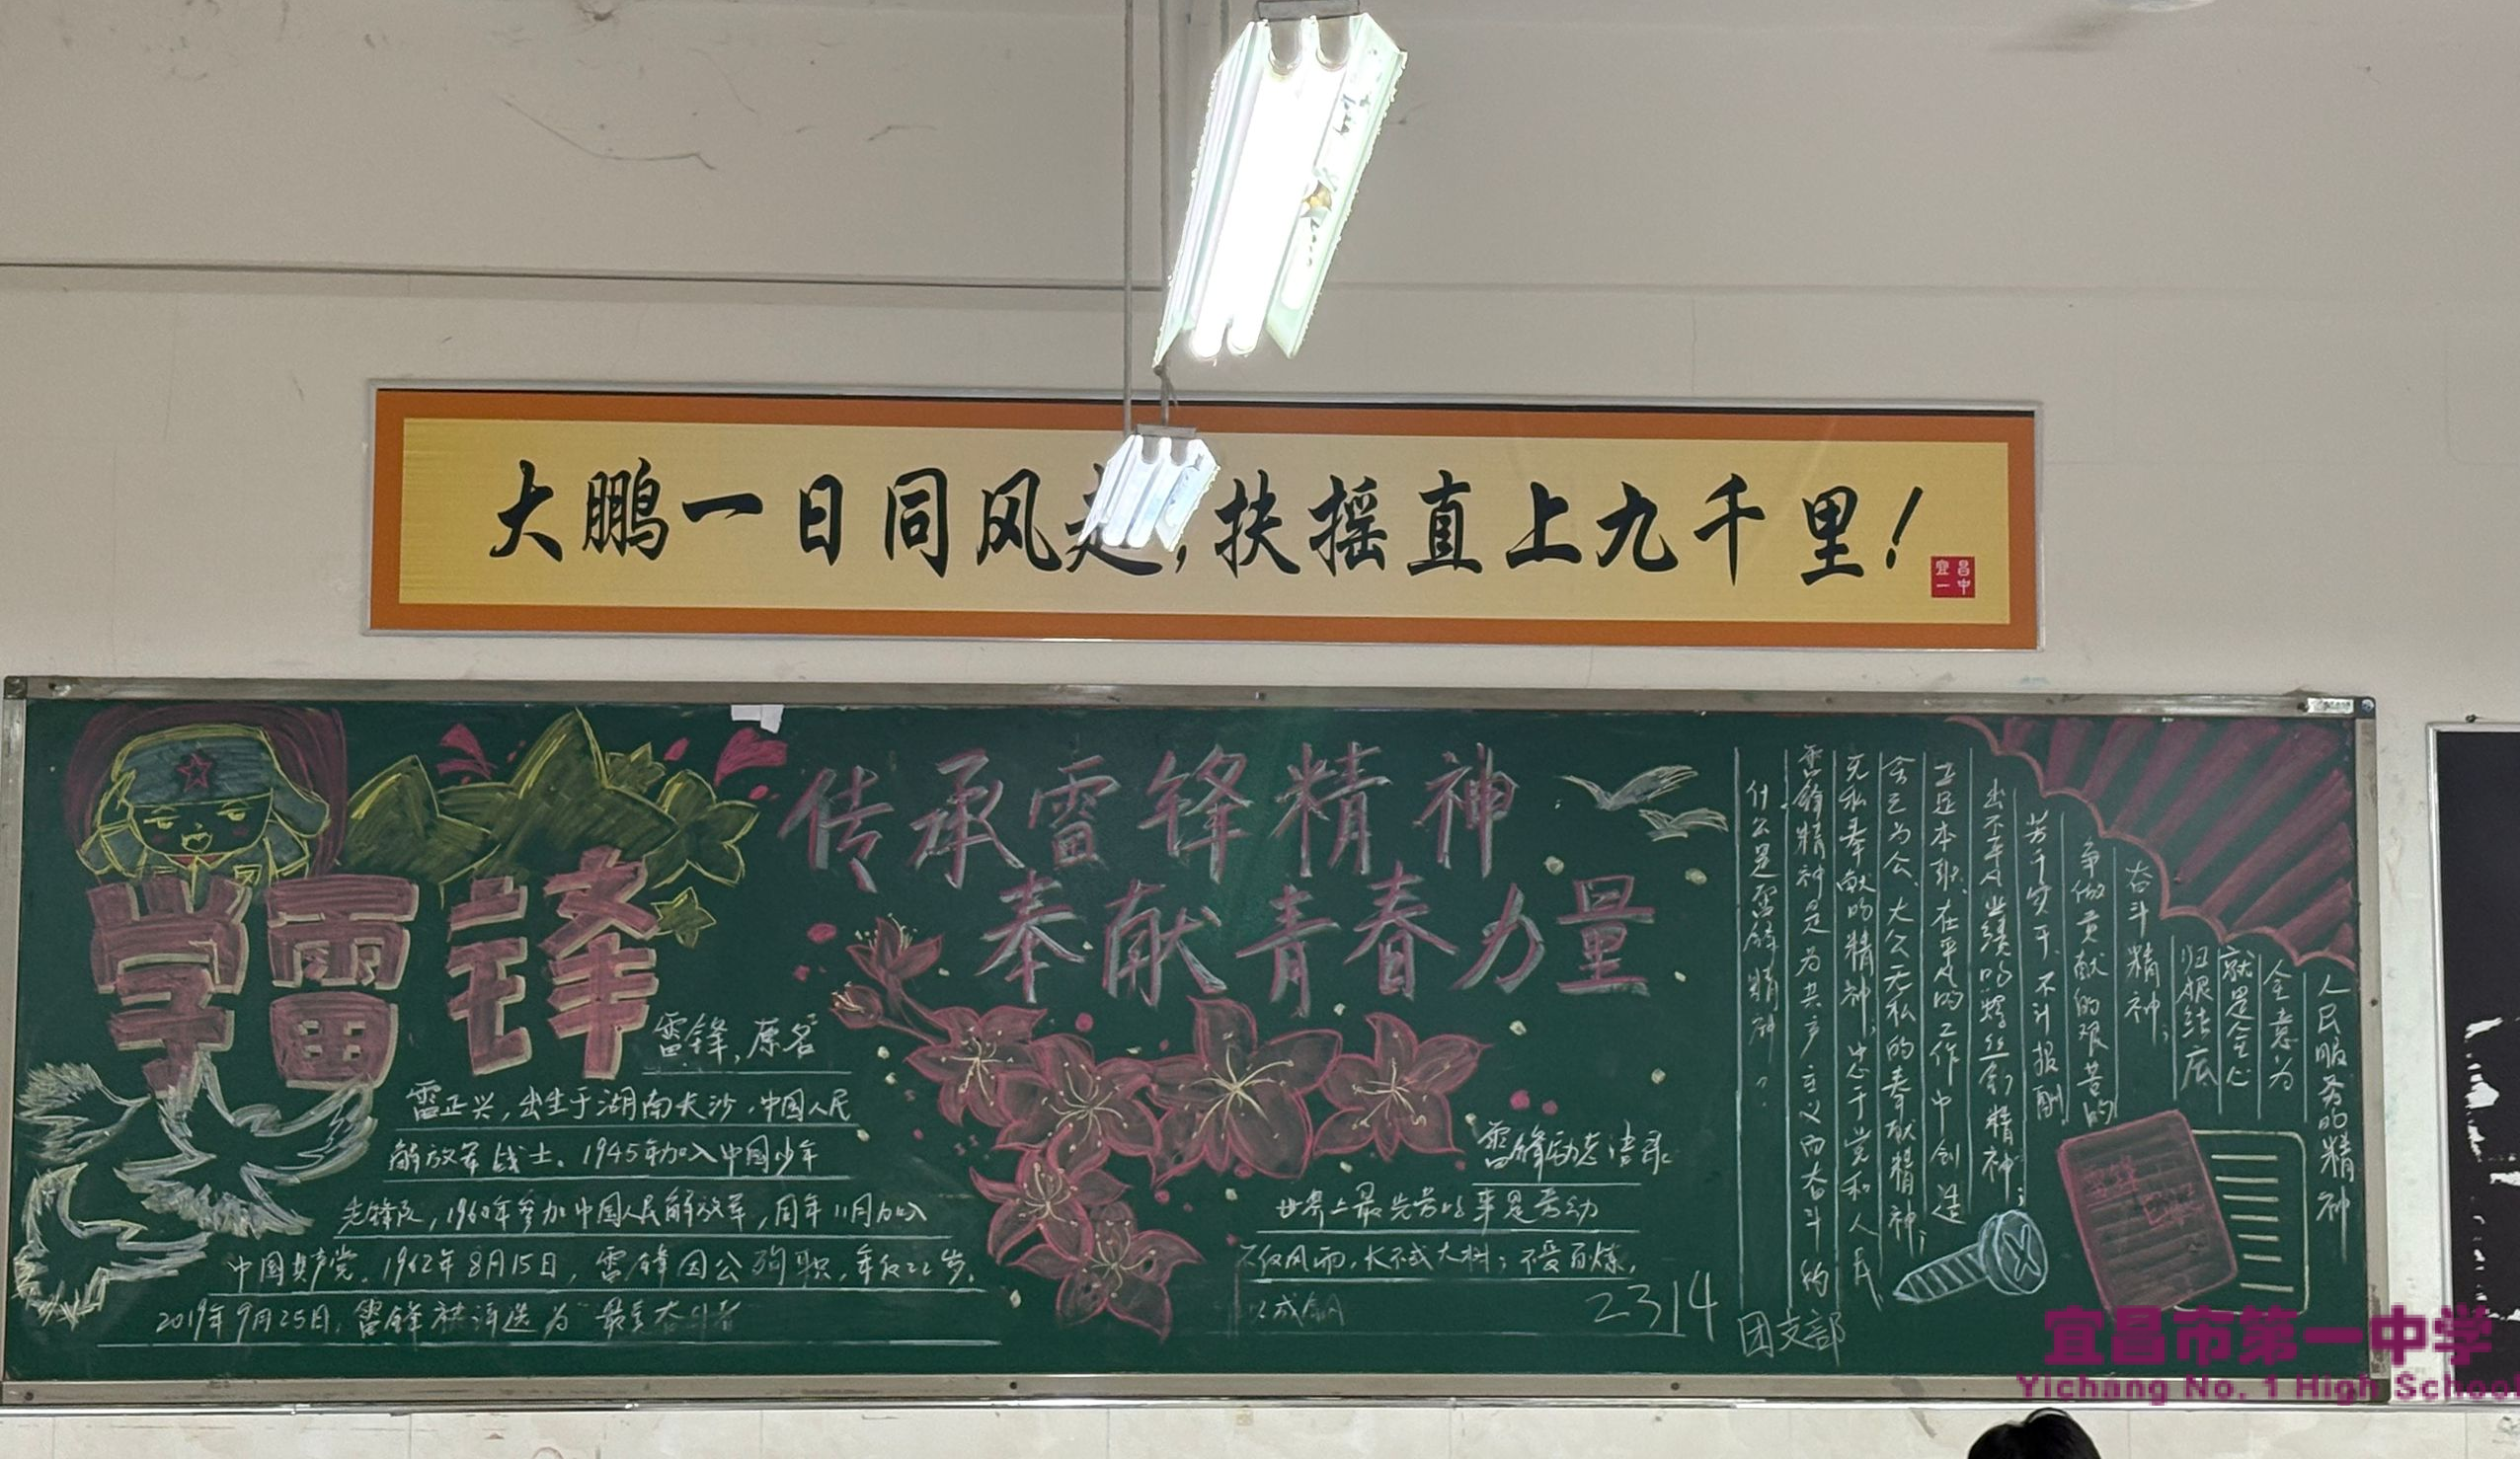 大鹏一日同风起,扶摇直上九千里!
宜昌
一中
学雷锋
传承雷锋精神
奉献青春力量
雷锋,原名
雷正兴,出生于湖南长沙,中国人民
解放军战士。1945年加入中国少年
先锋队,1960年参加中国人民解放军,同年11月加入
中国共产党。1962年8月15日,雷锋因公殉职,年仅22岁。
2019年9月25日,雷锋被评选为"最美奋斗者
雷锋励志语录
世界上最光荣的事是劳动
不经风雨,长不成大树;不受百炼,
以成钢
2314
团支部
什么是雷锋精神?
雷锋精神是为共产主义而奋斗的
无私奉献的精神;忠于党和人民、
舍己为公、大公无私的奉献精神;
立足本职、在平凡的工作中创造
出不平凡业绩的螺丝钉精神;
苦干实干、不计报酬、
争做贡献的艰苦的
奋斗精神;
归根结底
就是全心
全意为
人民服务的精神
雷锋
日记
宜昌市第一中学
Yichang No. 1 High School